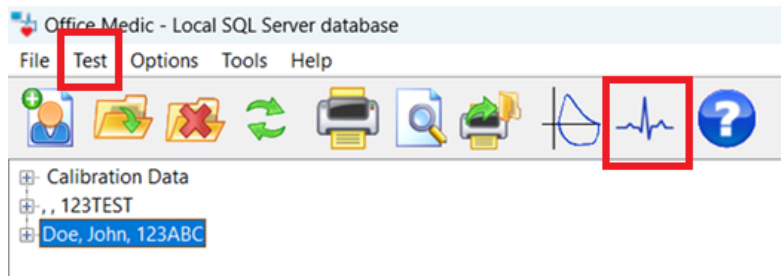 Office Medic - Local SQL Server database
File Test Options Tools Help
?
Calibration Data
, , 123TEST
Doe, John, 123ABC